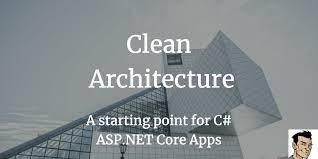 Clean
Architecture
A starting point for C#
ASP.NET Core Apps